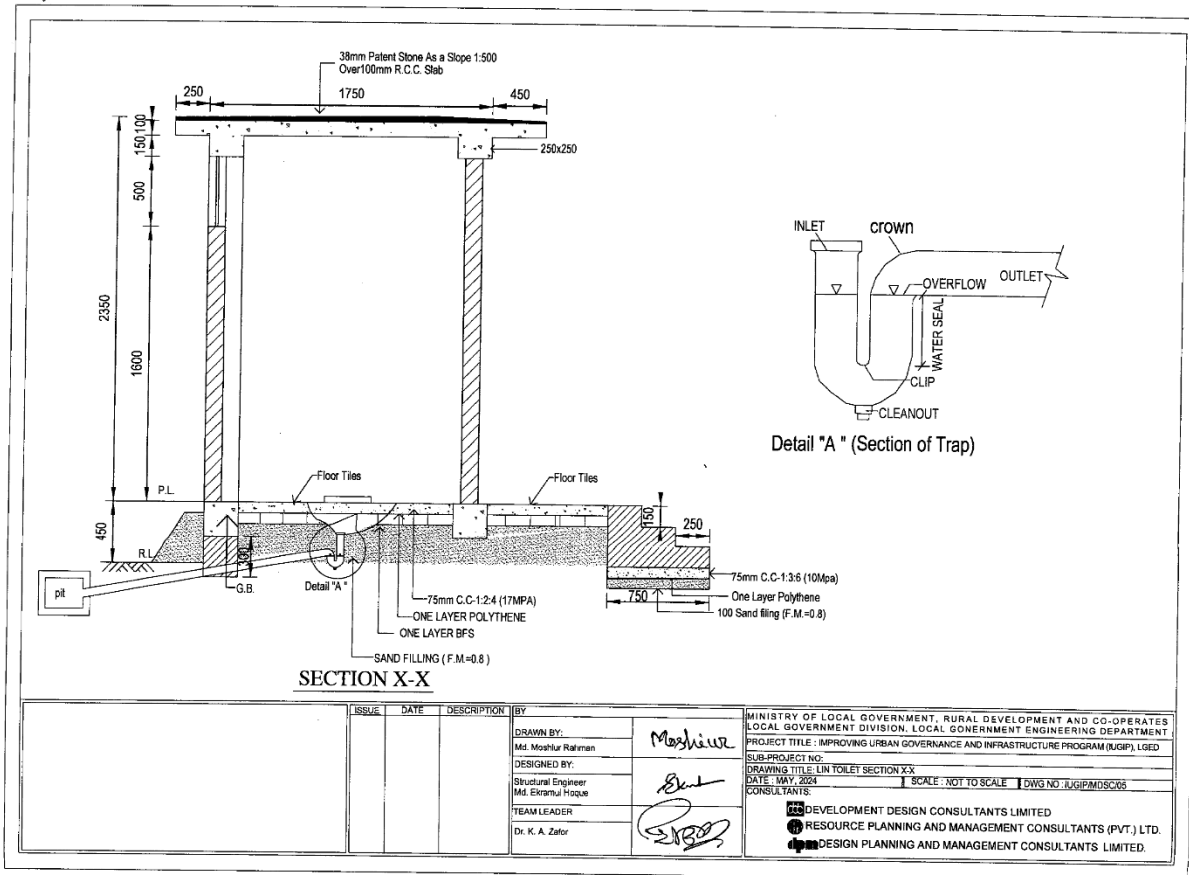 38mm Patent Stone As a Slope 1:500
Over100mm R.C.C. Slab
250
1750
450
100
150
250x250
500
2350
1600
INLET
crown
OVERFLOW
OUTLET
WATER SEAL
CLIP
CLEANOUT
Detail "A " (Section of Trap)
Floor Tiles
Floor Tiles
P.L.
450
150
250
R.L
300
pit
G.B.
Detail "A "
75mm C.C-1:2:4 (17MPA)
ONE LAYER POLYTHENE
ONE LAYER BFS
SAND FILLING ( F.M.=0.8 )
75mm C.C-1:3:6 (10Mpa)
750
One Layer Polythene
100 Sand filing (F.M.=0.8)
SECTION X-X
ISSUE DATE DESCRIPTION BY
DRAWN BY:
Md. Moshiur Rahman
Moshiur
DESIGNED BY:
Structural Engineer
Md. Ekramul Hoque
TEAM LEADER
Dr. K. A. Zafor
MINISTRY OF LOCAL GOVERNMENT, RURAL DEVELOPMENT AND CO-OPERATES
LOCAL GOVERNMENT DIVISION, LOCAL GONERNMENT ENGINEERING DEPARTMENT
PROJECT TITLE : IMPROVING URBAN GOVERNANCE AND INFRASTRUCTURE PROGRAM (IUGIP), LGED
SUB-PROJECT NO:
DRAWING TITLE: LIN TOILET SECTION X-X
DATE : MAY, 2024 SCALE : NOT TO SCALE DWG NO : IUGIP/MDSC/05
CONSULTANTS:
DEVELOPMENT DESIGN CONSULTANTS LIMITED
RESOURCE PLANNING AND MANAGEMENT CONSULTANTS (PVT.) LTD.
dpm DESIGN PLANNING AND MANAGEMENT CONSULTANTS LIMITED.